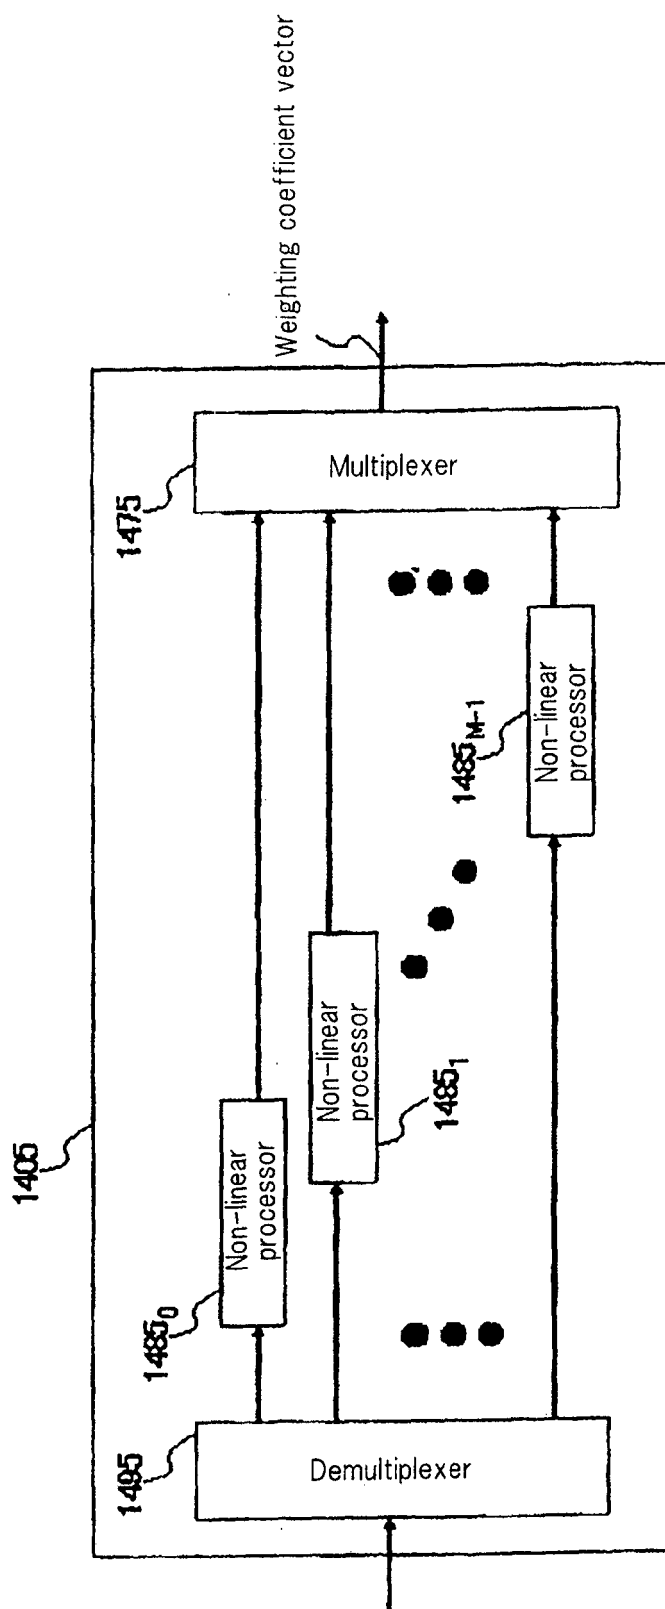 1405
1495
Demultiplexer
1485₀
Non-linear
processor
Non-linear
processor
1485₁
1485M-1
Non-linear
processor
1475
Multiplexer
Weighting coefficient vector